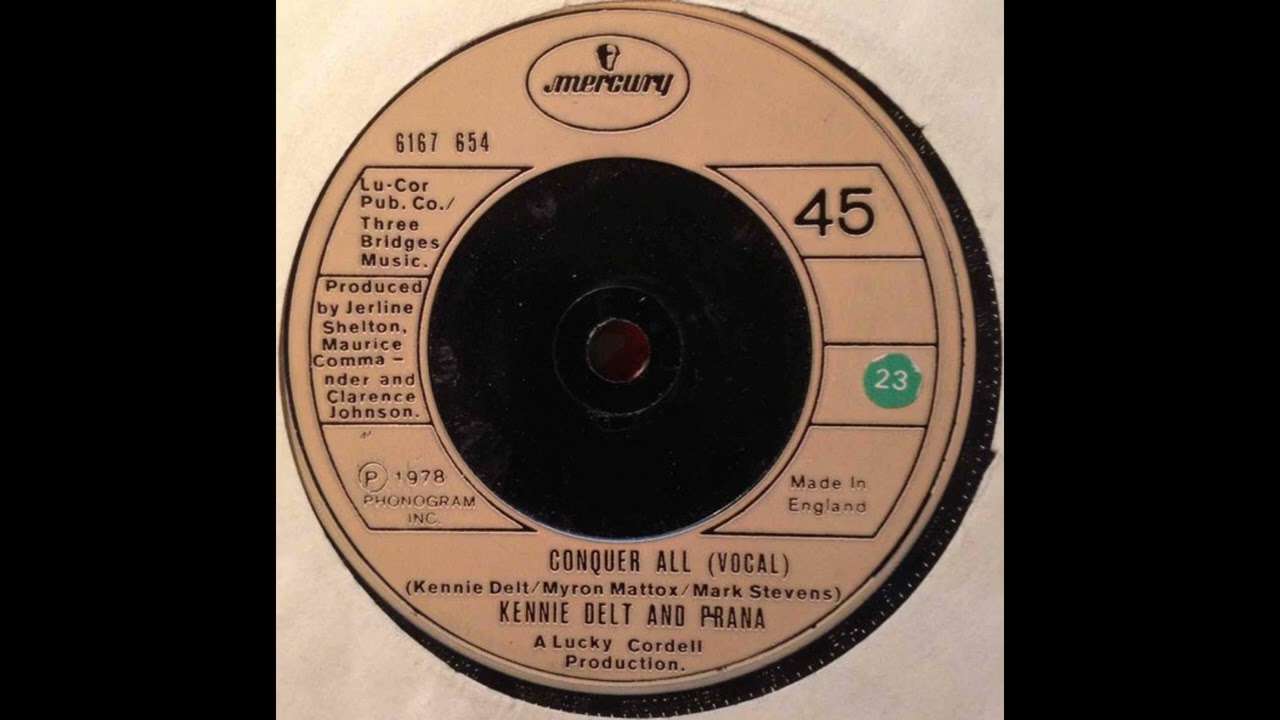 mercury
6167 654
45
Lu-Cor
Pub. Co./
Three
Bridges
Music.
Produced
by Jerline
Shelton,
Maurice
Comma -
nder and
Clarence
Johnson.
23
℗ 1978
PHONOGRAM
INC.
Made In
England
CONQUER ALL (VOCAL)
(Kennie Delt/Myron Mattox/Mark Stevens)
KENNIE DELT AND PRANA
A Lucky Cordell
Production.